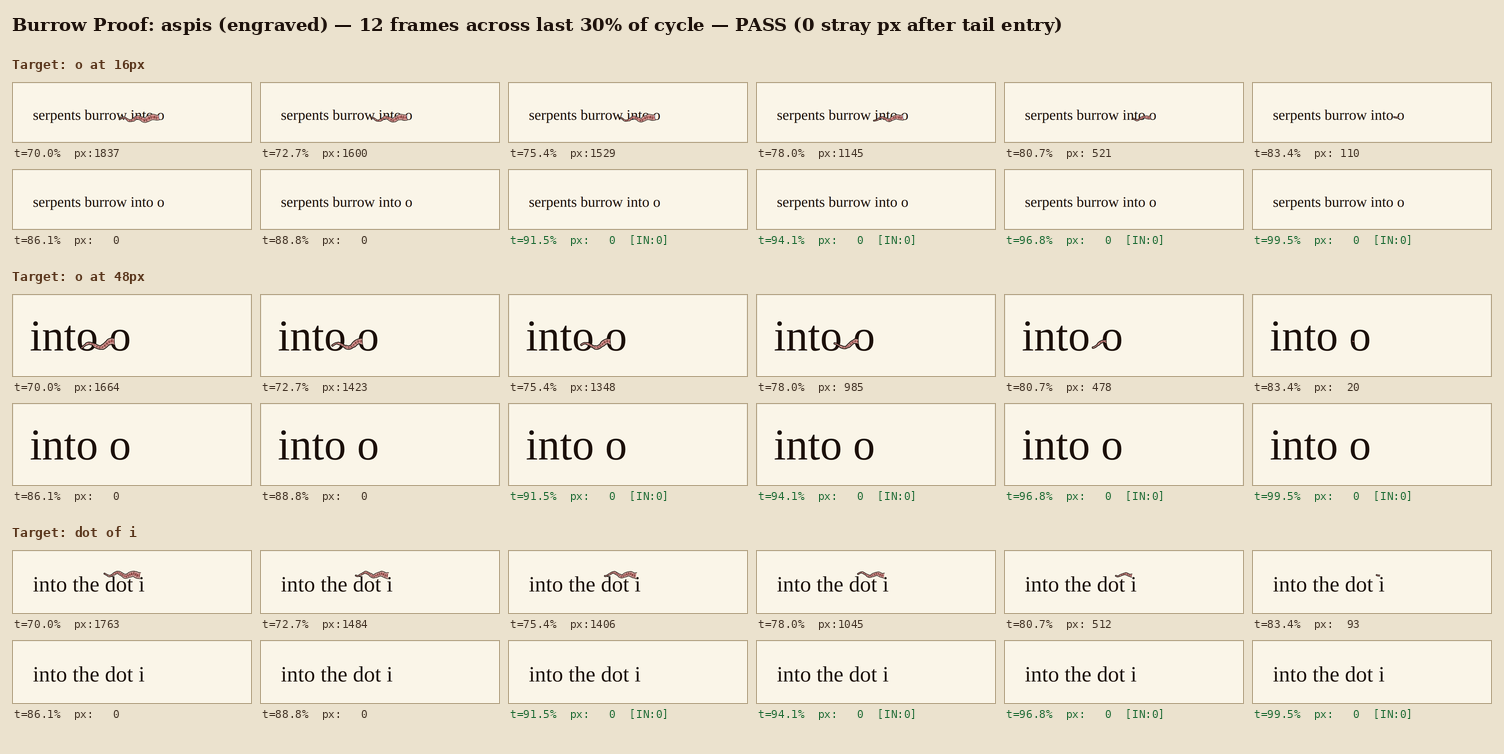 Burrow Proof: aspis (engraved) — 12 frames across last 30% of cycle — PASS (0 stray px after tail entry)
Target: o at 16px
serpents burrow into o serpents burrow into o serpents burrow into o serpents burrow into o serpents burrow into o serpents burrow into o
t=70.0% px:1837 t=72.7% px:1600 t=75.4% px:1529 t=78.0% px:1145 t=80.7% px: 521 t=83.4% px: 110
serpents burrow into o serpents burrow into o serpents burrow into o serpents burrow into o serpents burrow into o serpents burrow into o
t=86.1% px: 0 t=88.8% px: 0 t=91.5% px: 0 [IN:0] t=94.1% px: 0 [IN:0] t=96.8% px: 0 [IN:0] t=99.5% px: 0 [IN:0]
Target: o at 48px
into o into o into o into o into o into o
t=70.0% px:1664 t=72.7% px:1423 t=75.4% px:1348 t=78.0% px: 985 t=80.7% px: 478 t=83.4% px: 20
into o into o into o into o into o into o
t=86.1% px: 0 t=88.8% px: 0 t=91.5% px: 0 [IN:0] t=94.1% px: 0 [IN:0] t=96.8% px: 0 [IN:0] t=99.5% px: 0 [IN:0]
Target: dot of i
into the dot i into the dot i into the dot i into the dot i into the dot i into the dot i
t=70.0% px:1763 t=72.7% px:1484 t=75.4% px:1406 t=78.0% px:1045 t=80.7% px: 512 t=83.4% px: 93
into the dot i into the dot i into the dot i into the dot i into the dot i into the dot i
t=86.1% px: 0 t=88.8% px: 0 t=91.5% px: 0 [IN:0] t=94.1% px: 0 [IN:0] t=96.8% px: 0 [IN:0] t=99.5% px: 0 [IN:0]